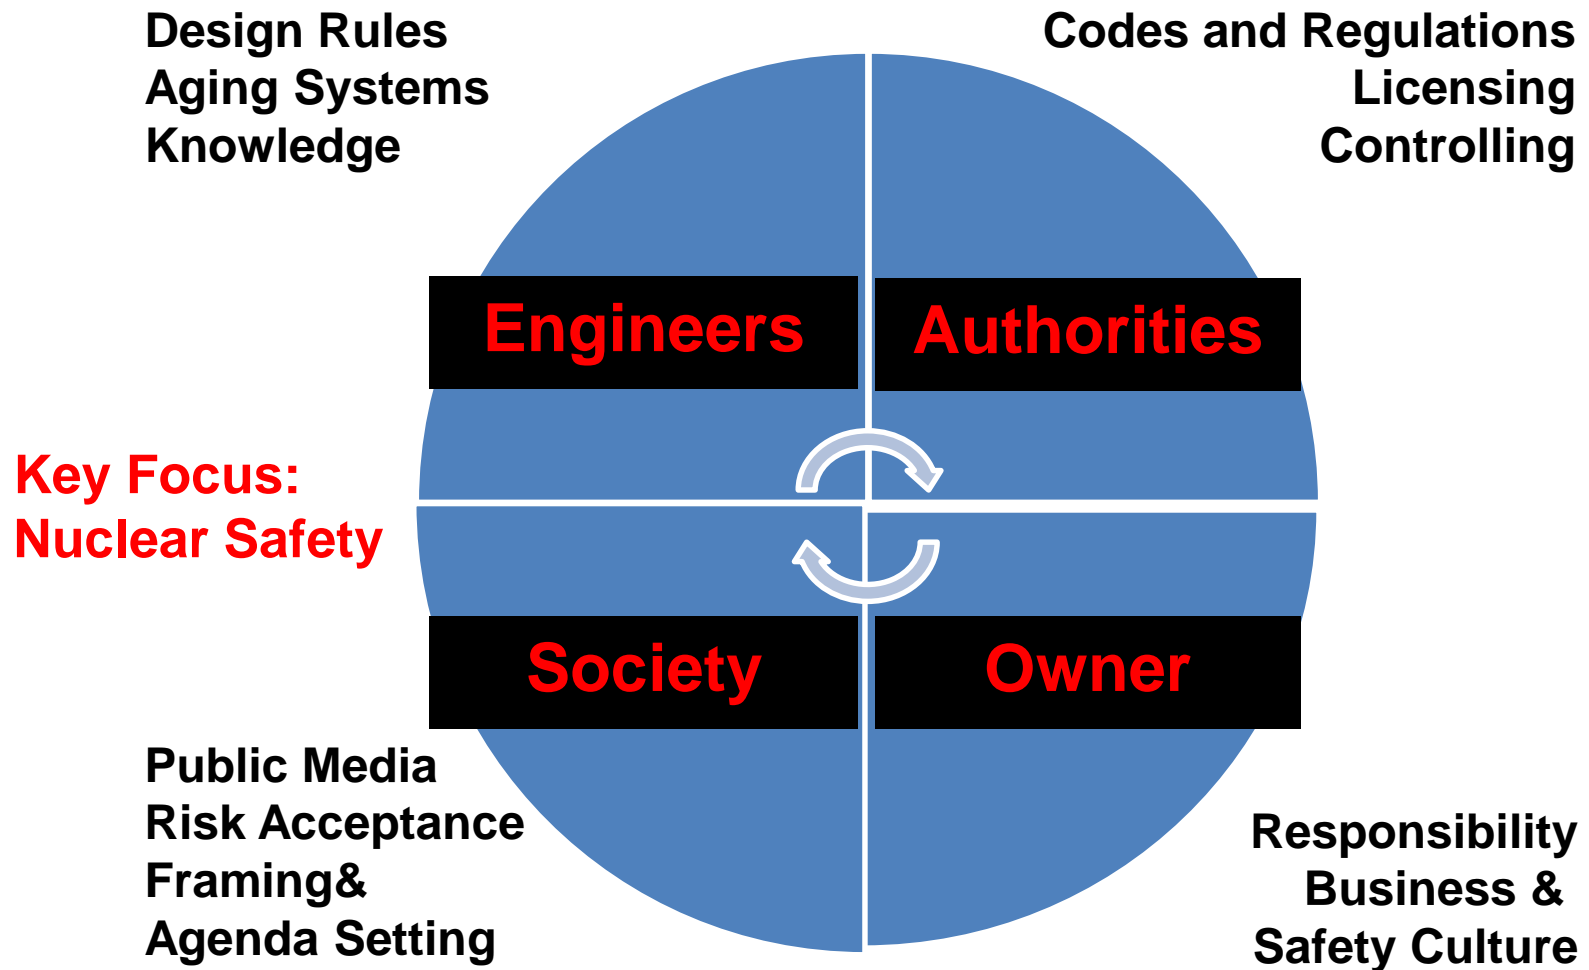 Design Rules
Aging Systems
Knowledge
Codes and Regulations
Licensing
Controlling
Engineers
Authorities
Key Focus:
Nuclear Safety
Society
Owner
Public Media
Risk Acceptance
Framing&
Agenda Setting
Responsibility
Business &
Safety Culture